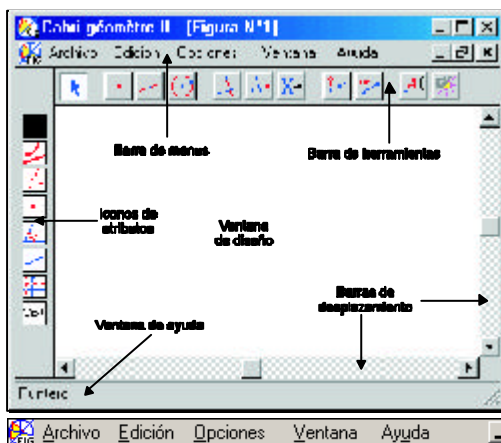 Cabri géomètre II - [Figura Nº1]
Archivo Edición Opciones Ventana Ayuda
Barra de menus
Barra de herramientas
Iconos de
atributos
Ventana
de diseño
Barras de
desplazamiento
Ventana de ayuda
Puntero
Archivo Edición Opciones Ventana Ayuda